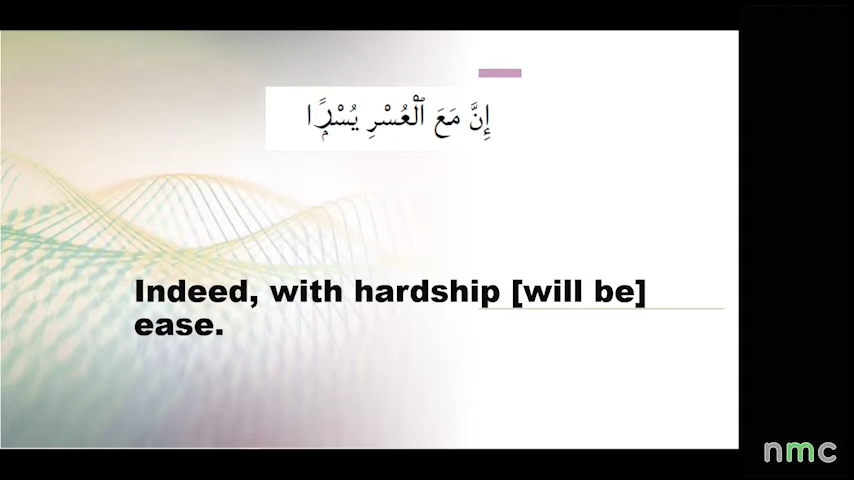 إِنَّ مَعَ ٱلْعُسْرِ يُسْرًۭا
Indeed, with hardship [will be]
ease.
nmc